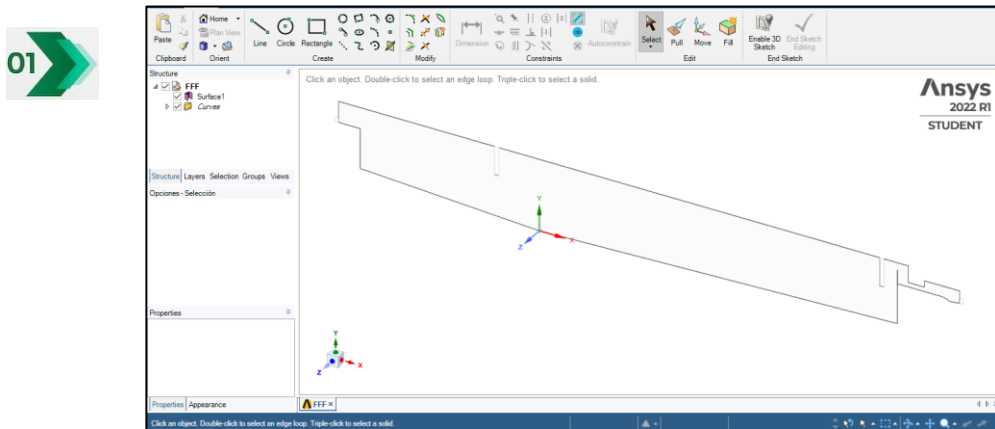 01
Paste
Clipboard
Home
Plan View
Orient
Line
Circle
Rectangle
Create
Modify
Dimension
Autoconstrain
Constraints
Select
Pull
Move
Fill
Edit
Enable 3D Sketch
End Sketch Editing
End Sketch
Structure
FFF
Surface1
Curves
Structure Layers Selection Groups Views
Opciones - Selección
Properties
Properties Appearance
Click an object. Double-click to select an edge loop. Triple-click to select a solid.
Ansys
2022 R1
STUDENT
Y
X
Z
Y
X
Z
FFF
Click an object. Double-click to select an edge loop. Triple-click to select a solid.